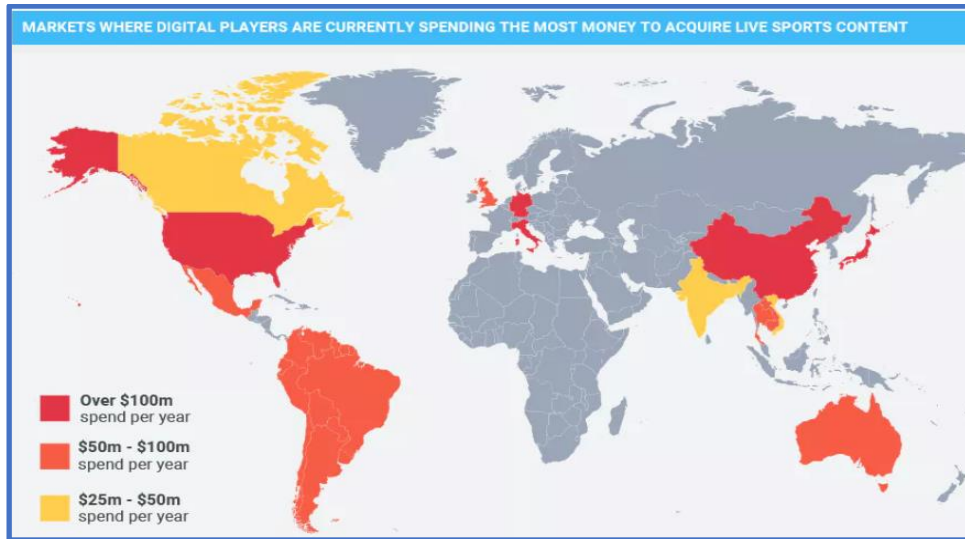 MARKETS WHERE DIGITAL PLAYERS ARE CURRENTLY SPENDING THE MOST MONEY TO ACQUIRE LIVE SPORTS CONTENT
Over $100m
spend per year
$50m - $100m
spend per year
$25m - $50m
spend per year